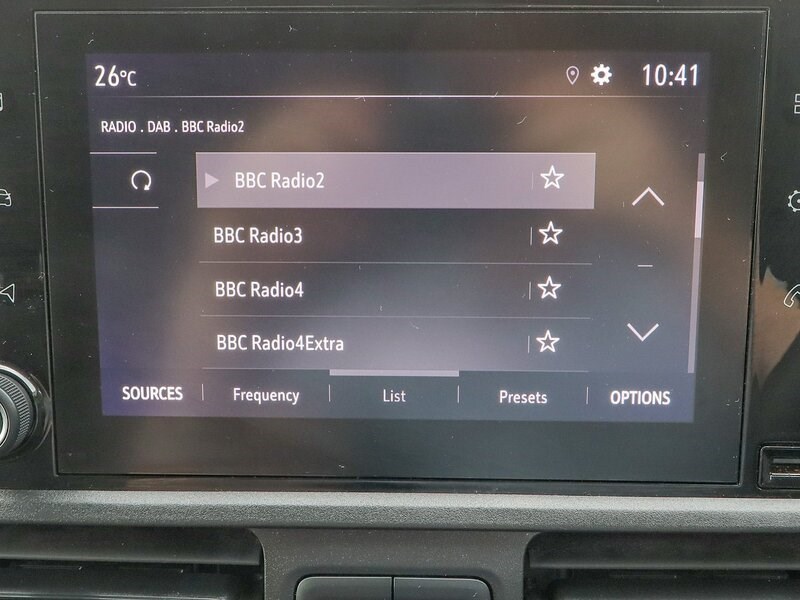 26°C 10:41
RADIO . DAB . BBC Radio2
BBC Radio2
BBC Radio3
BBC Radio4
BBC Radio4Extra
SOURCES Frequency List Presets OPTIONS